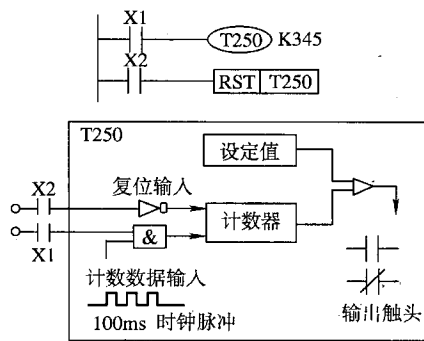 X1
T250 K345
X2
RST T250
T250
设定值
X2
复位输入
计数器
&
X1
计数数据输入
100ms 时钟脉冲
输出触头